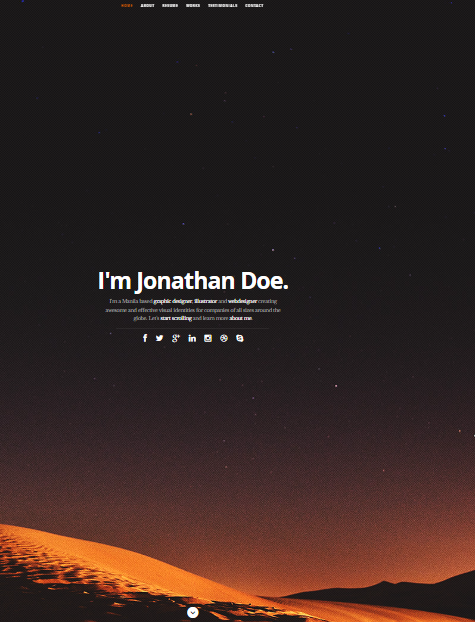 HOME ABOUT RESUME WORKS TESTIMONIALS CONTACT
I'm Jonathan Doe.
I'm a Manila based graphic designer, illustrator and webdesigner creating
awesome and effective visual identities for companies of all sizes around the
globe. Let's start scrolling and learn more about me.